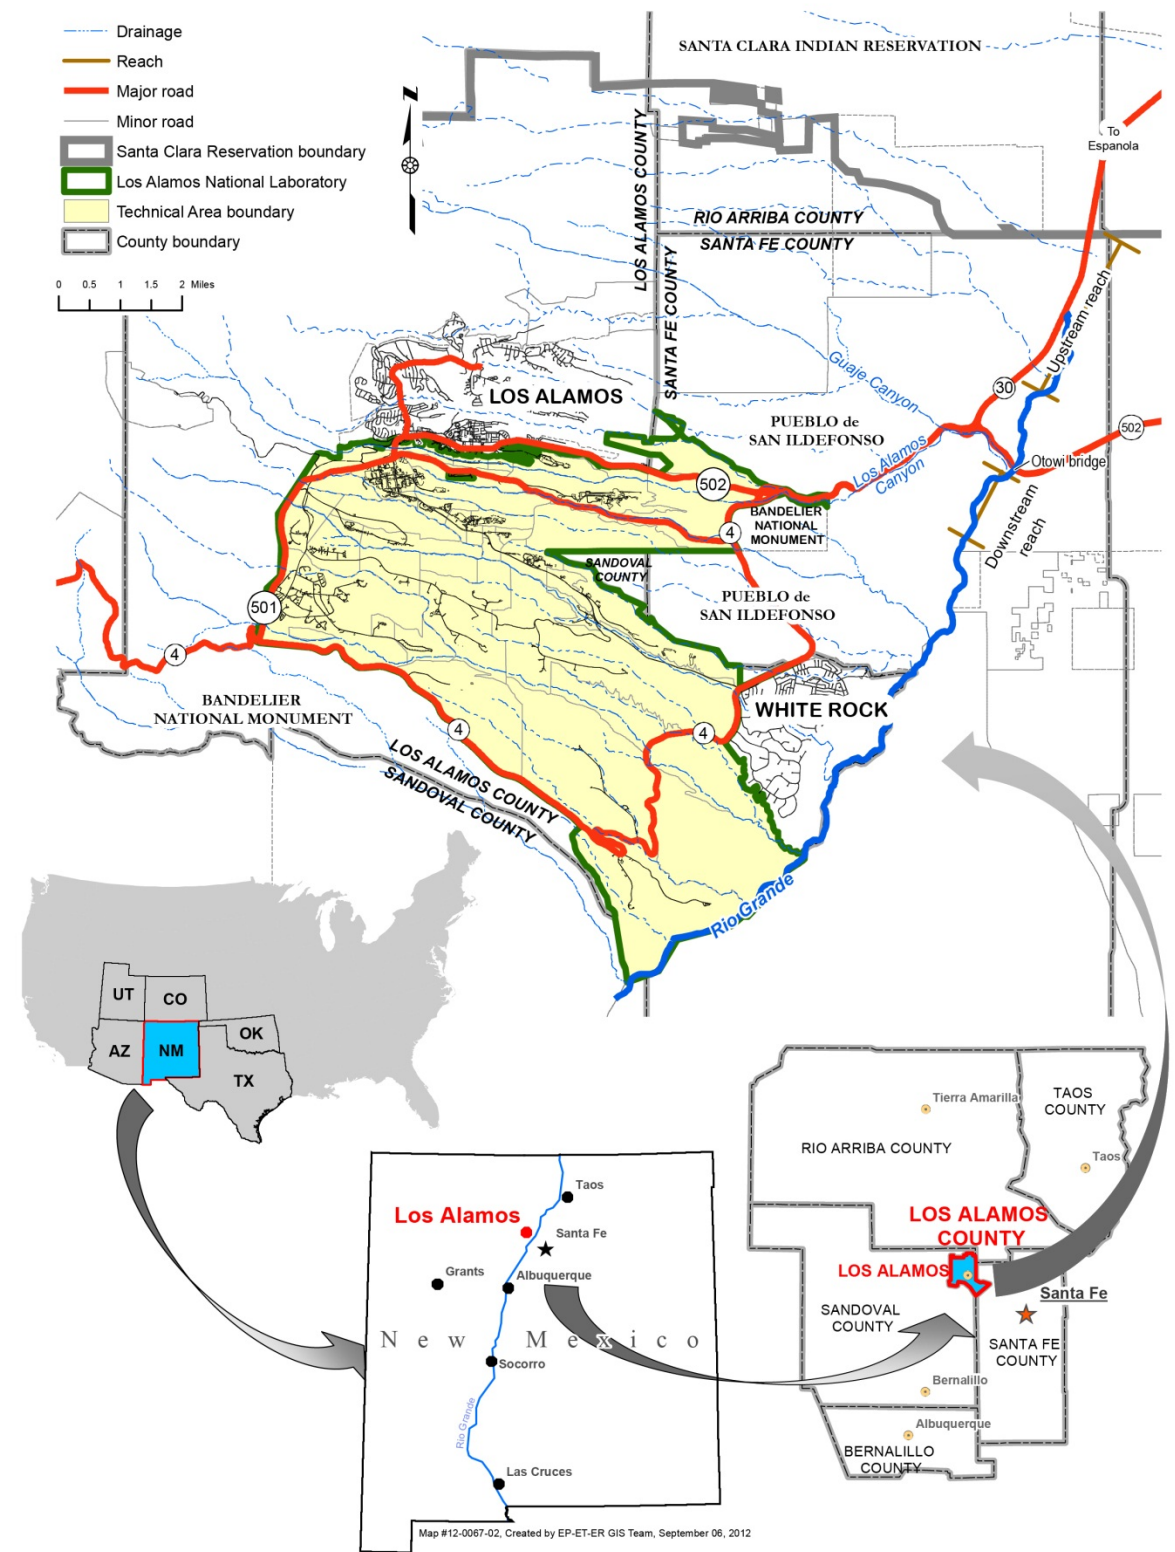 Drainage
Reach
Major road
Minor road
Santa Clara Reservation boundary
Los Alamos National Laboratory
Technical Area boundary
County boundary
0 0.5 1 1.5 2 Miles
N
SANTA CLARA INDIAN RESERVATION
To
Espanola
LOS ALAMOS COUNTY
SANTA FE COUNTY
RIO ARRIBA COUNTY
SANTA FE COUNTY
Upstream reach
Guaje Canyon
30
LOS ALAMOS
PUEBLO de
SAN ILDEFONSO
502
Los Alamos
Canyon
Otowi bridge
502
BANDELIER
NATIONAL
MONUMENT
4
Downstream
reach
SANDOVAL
COUNTY
PUEBLO de
SAN ILDEFONSO
501
4
BANDELIER
NATIONAL MONUMENT
WHITE ROCK
4
4
LOS ALAMOS COUNTY
SANDOVAL COUNTY
Rio Grande
UT
CO
AZ
NM
OK
TX
Taos
Los Alamos
Santa Fe
Grants
Albuquerque
New Mexico
Socorro
Rio Grande
Las Cruces
Tierra Amarilla
TAOS
COUNTY
RIO ARRIBA COUNTY
Taos
LOS ALAMOS
COUNTY
LOS ALAMOS
Santa Fe
SANDOVAL
COUNTY
SANTA FE
COUNTY
Bernalillo
Albuquerque
BERNALILLO
COUNTY
Map #12-0067-02, Created by EP-ET-ER GIS Team, September 06, 2012